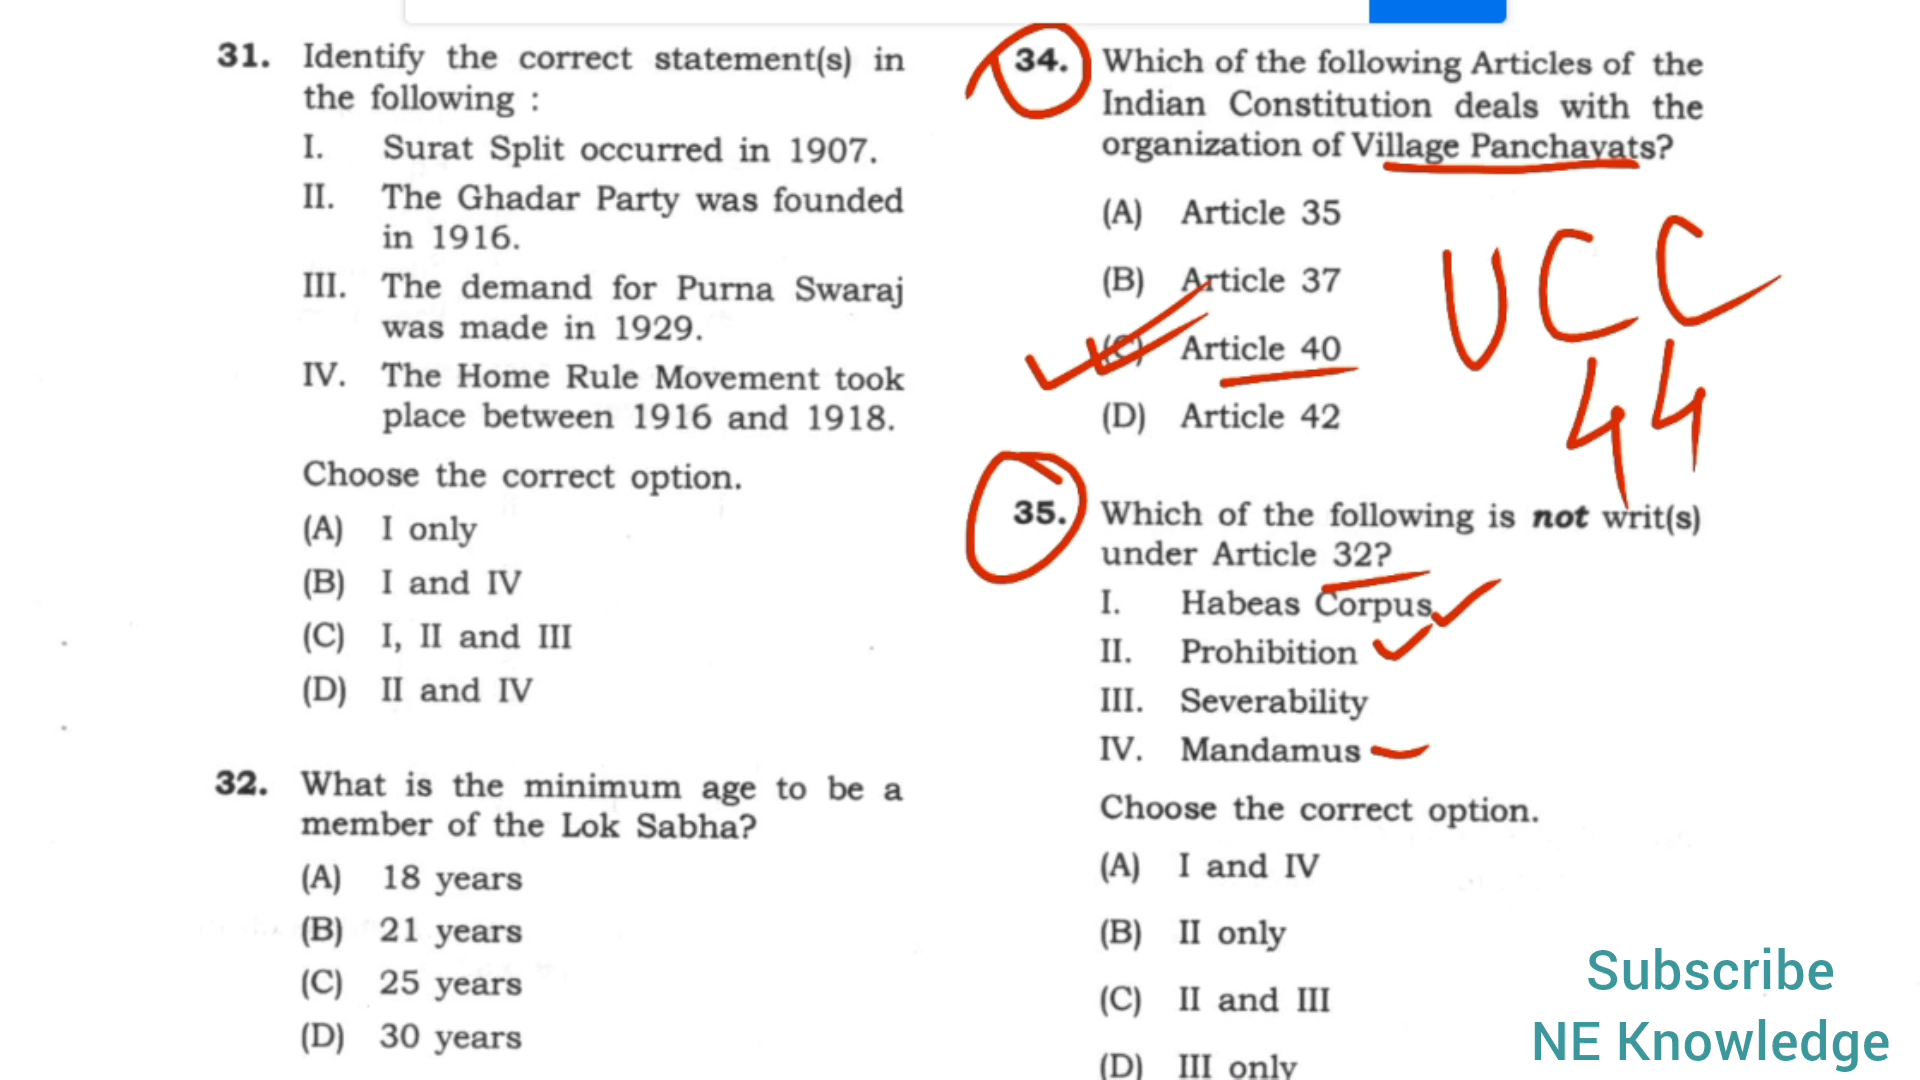 31. Identify the correct statement(s) in
the following :
I. Surat Split occurred in 1907.
II. The Ghadar Party was founded
in 1916.
III. The demand for Purna Swaraj
was made in 1929.
IV. The Home Rule Movement took
place between 1916 and 1918.
Choose the correct option.
(A) I only
(B) I and IV
(C) I, II and III
(D) II and IV
32. What is the minimum age to be a
member of the Lok Sabha?
(A) 18 years
(B) 21 years
(C) 25 years
(D) 30 years
34. Which of the following Articles of the
Indian Constitution deals with the
organization of Village Panchayats?
(A) Article 35
(B) Article 37
(C) Article 40
(D) Article 42
UCC
44
35. Which of the following is not writ(s)
under Article 32?
I. Habeas Corpus
II. Prohibition
III. Severability
IV. Mandamus
Choose the correct option.
(A) I and IV
(B) II only
(C) II and III
(D) III only
Subscribe
NE Knowledge